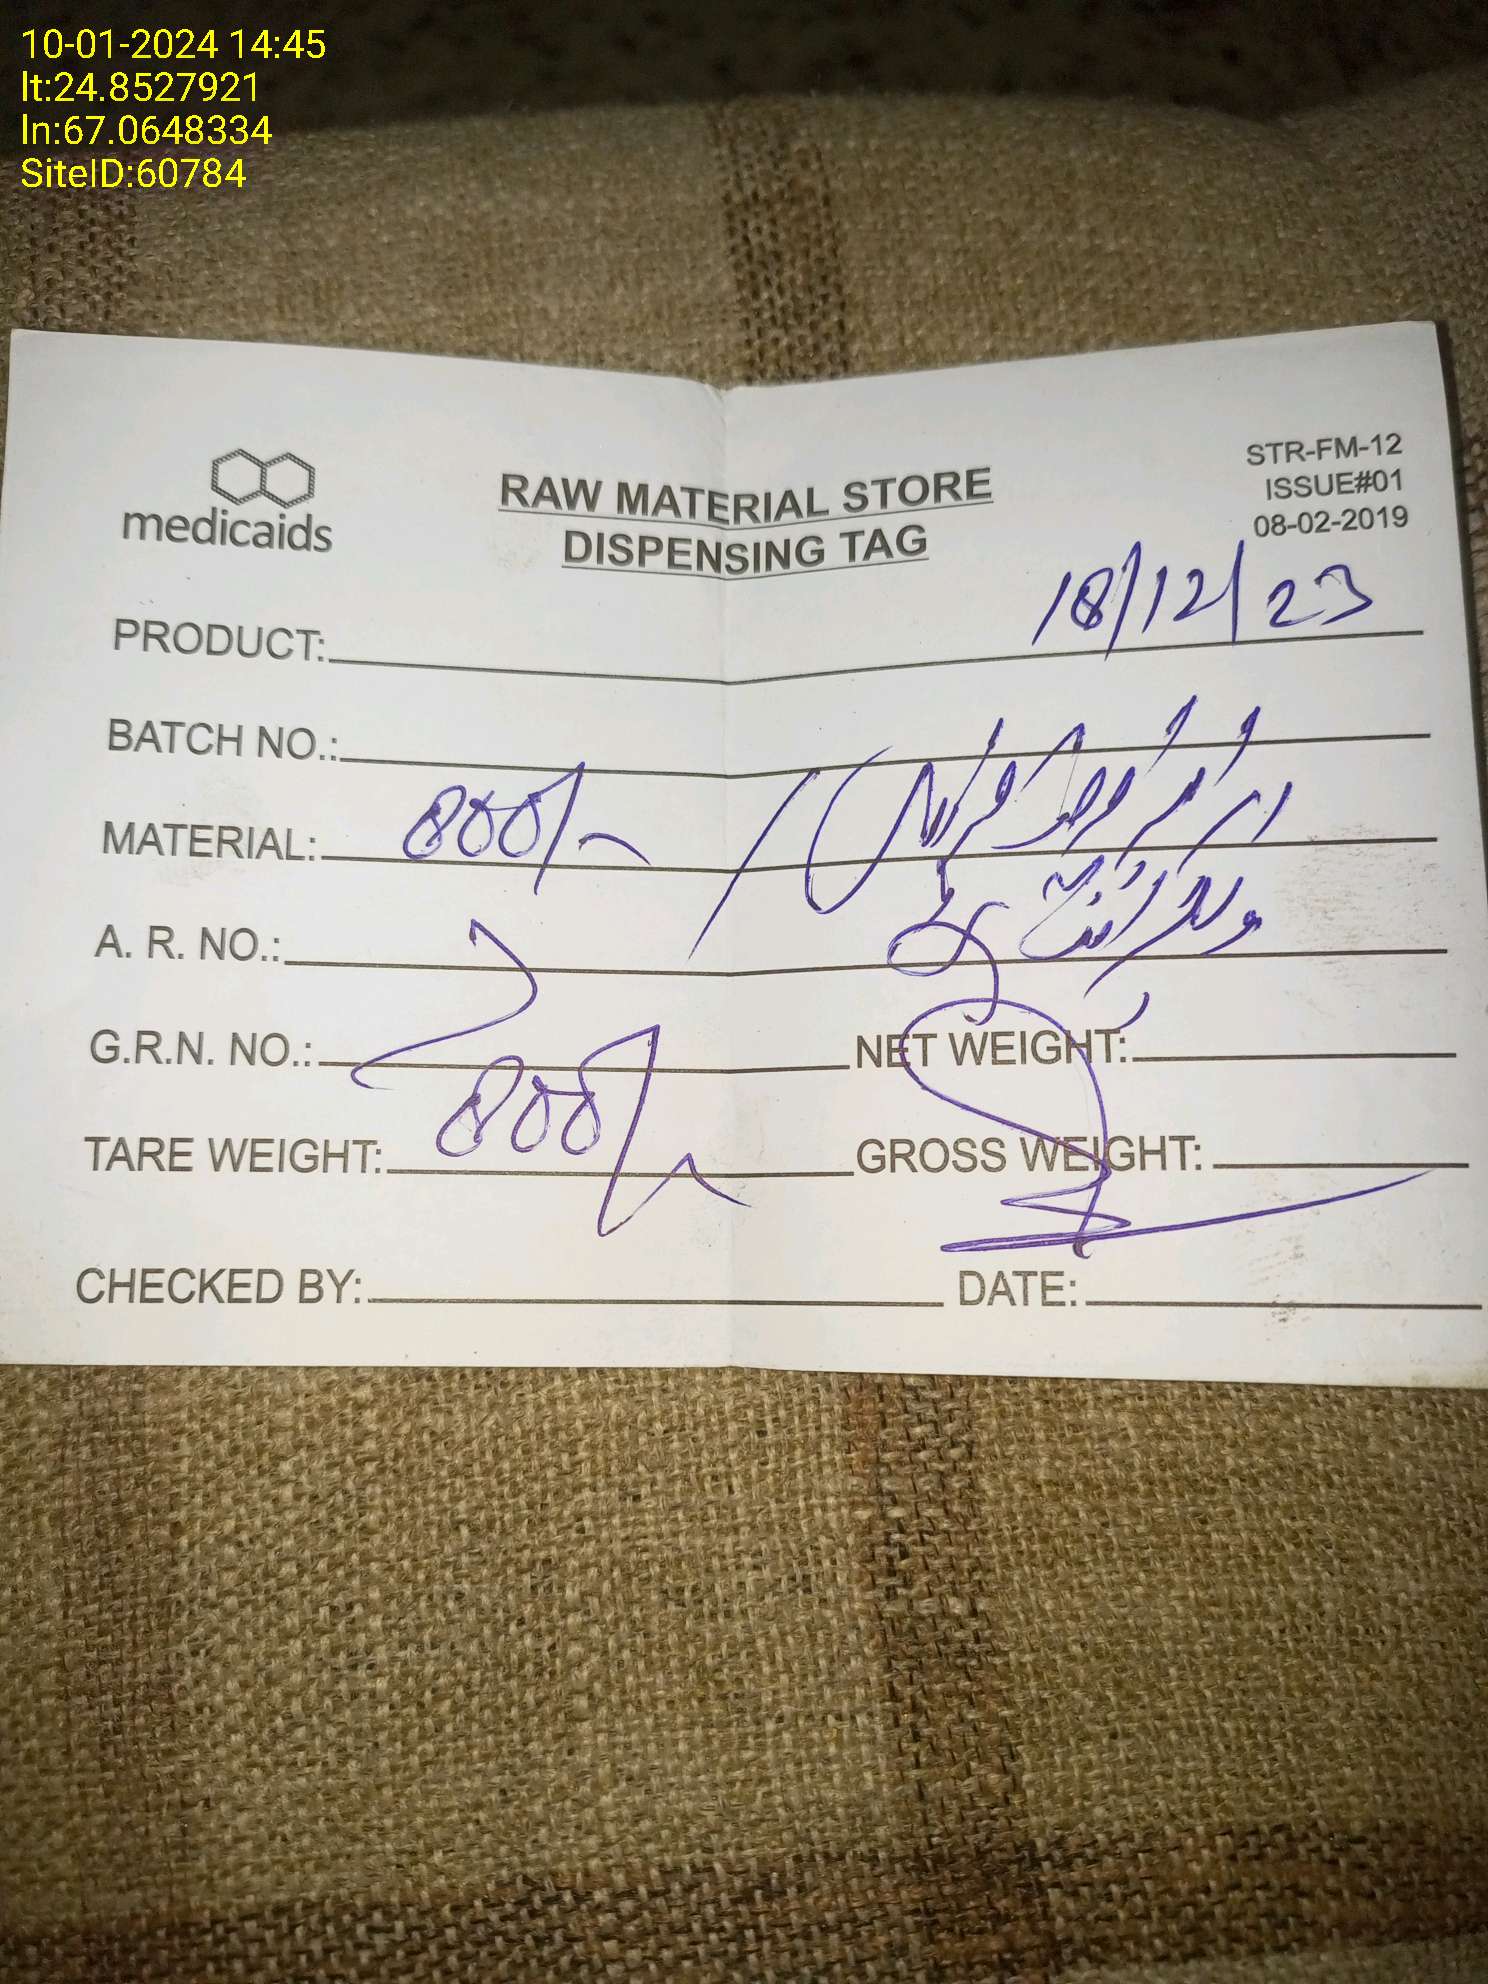 10-01-2024 14:45
lt:24.8527921
ln:67.0648334
SiteID:60784
medicaids
RAW MATERIAL STORE
DISPENSING TAG
STR-FM-12
ISSUE#01
08-02-2019
18/12/23
PRODUCT:
BATCH NO.:
MATERIAL: 800/-
A. R. NO.:
G.R.N. NO.:
NET WEIGHT:
TARE WEIGHT: 800/-
GROSS WEIGHT:
CHECKED BY:
DATE: